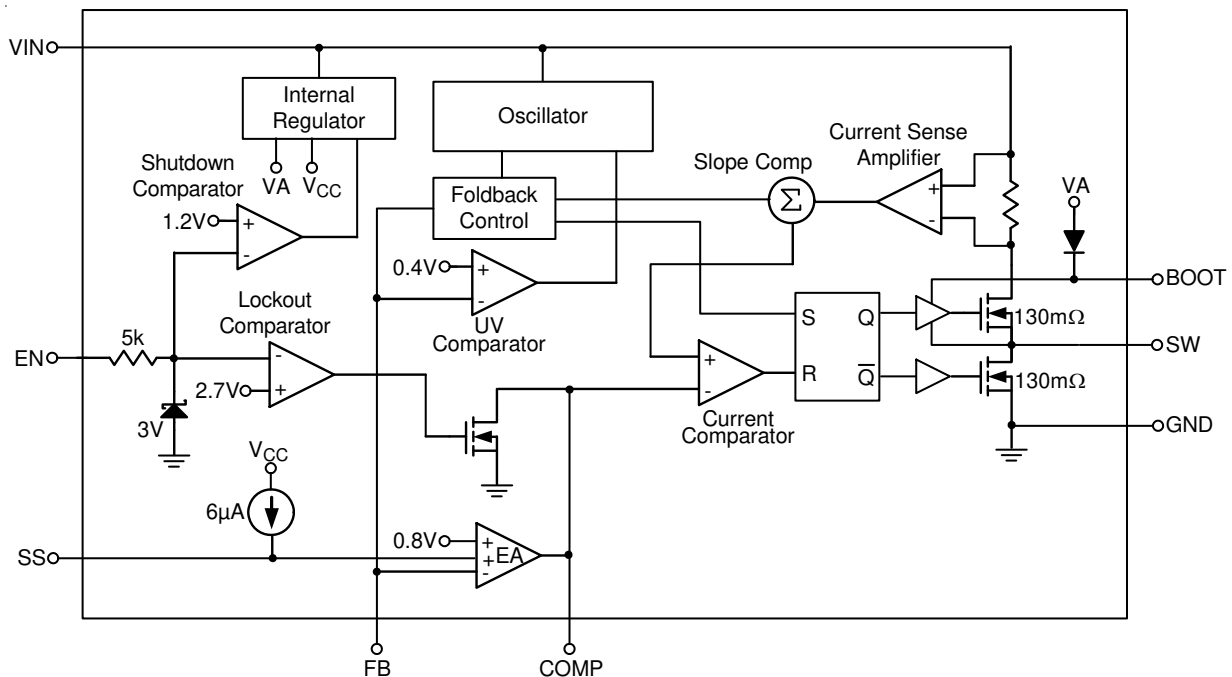 VIN
Internal
Regulator
Oscillator
Current Sense
Amplifier
Slope Comp
Shutdown
Comparator
VA
VCC
Foldback
Control
Σ
+
-
VA
1.2V
+
-
0.4V
+
-
BOOT
Lockout
Comparator
UV
Comparator
S
Q
130mΩ
EN
5k
-
SW
2.7V
+
+
-
R
Q̅
130mΩ
3V
Current
Comparator
GND
VCC
6µA
0.8V
+
SS
+
EA
-
FB
COMP